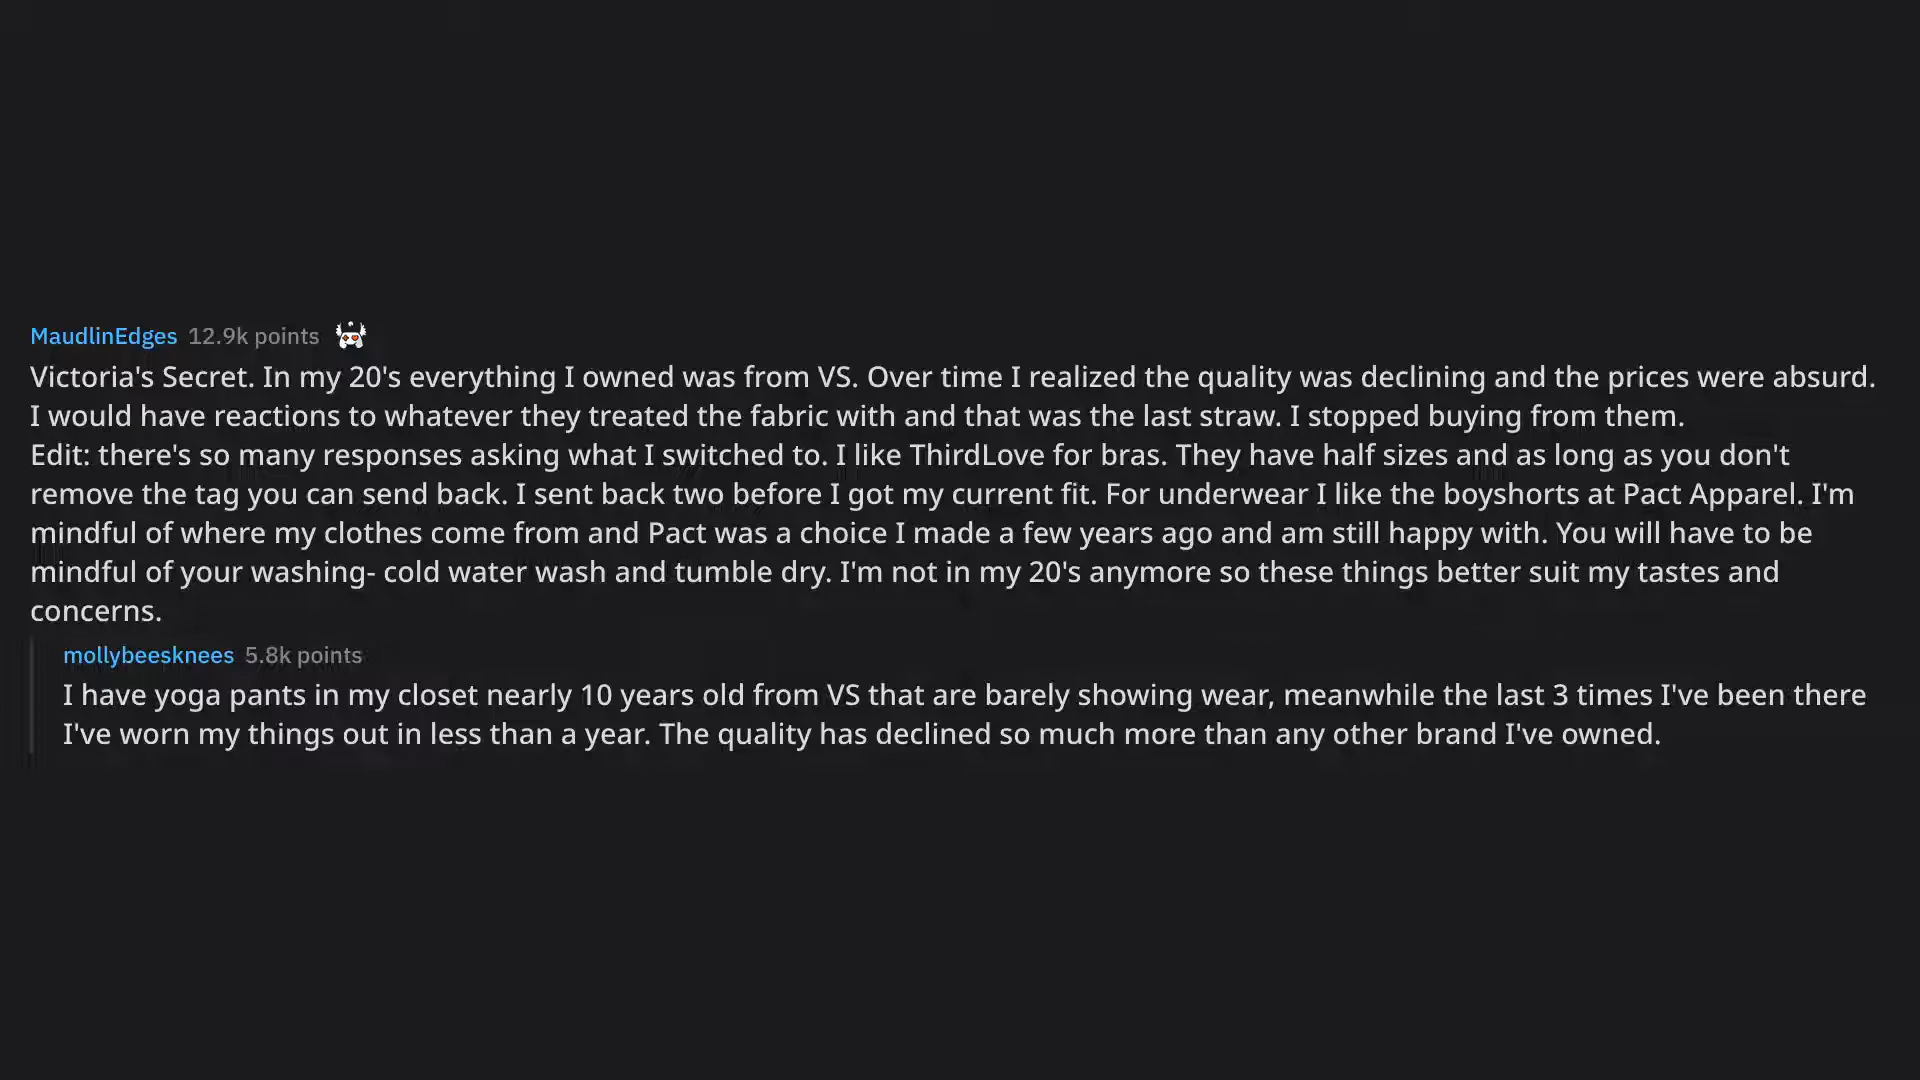 MaudlinEdges 12.9k points
Victoria's Secret. In my 20's everything I owned was from VS. Over time I realized the quality was declining and the prices were absurd.
I would have reactions to whatever they treated the fabric with and that was the last straw. I stopped buying from them.
Edit: there's so many responses asking what I switched to. I like ThirdLove for bras. They have half sizes and as long as you don't
remove the tag you can send back. I sent back two before I got my current fit. For underwear I like the boyshorts at Pact Apparel. I'm
mindful of where my clothes come from and Pact was a choice I made a few years ago and am still happy with. You will have to be
mindful of your washing- cold water wash and tumble dry. I'm not in my 20's anymore so these things better suit my tastes and
concerns.
mollybeesknees 5.8k points
I have yoga pants in my closet nearly 10 years old from VS that are barely showing wear, meanwhile the last 3 times I've been there
I've worn my things out in less than a year. The quality has declined so much more than any other brand I've owned.